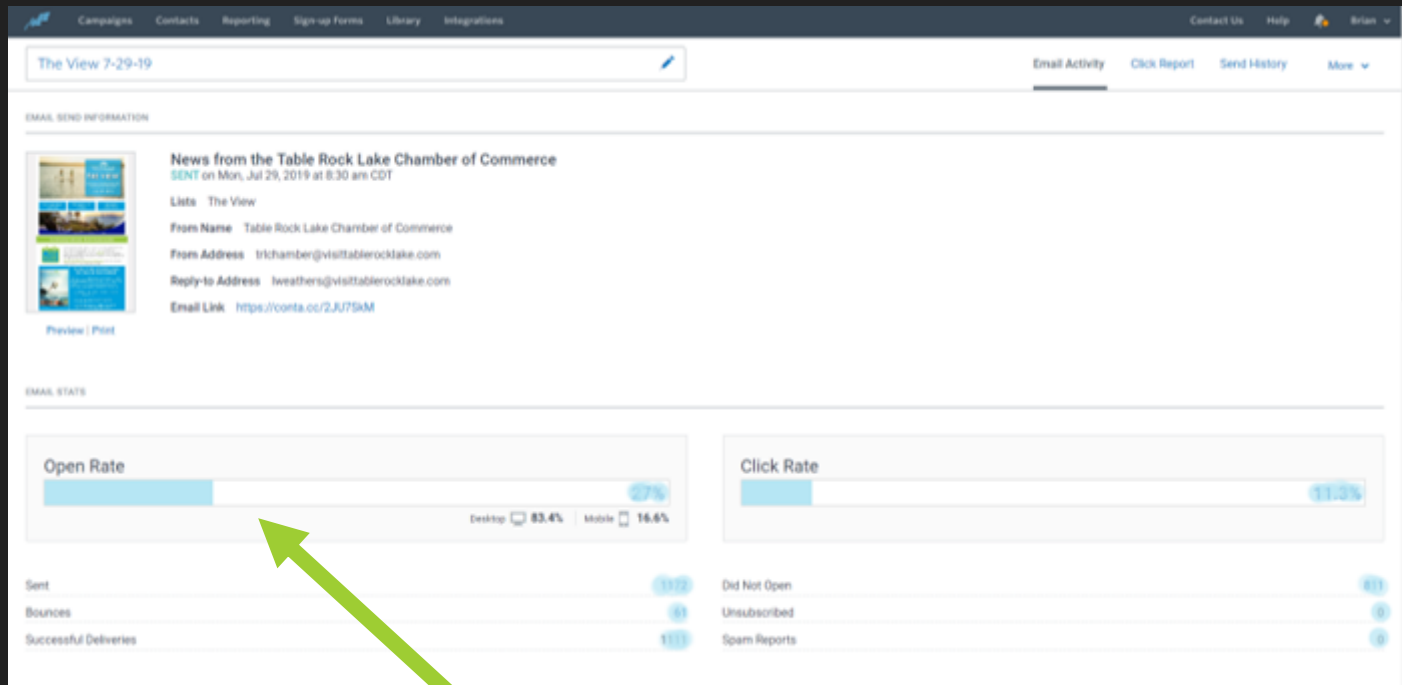 Campaigns Contacts Reporting Sign-up Forms Library Integrations Contact Us Help Brian
The View 7-29-19
Email Activity Click Report Send History More
EMAIL SEND INFORMATION
News from the Table Rock Lake Chamber of Commerce
SENT on Mon, Jul 29, 2019 at 8:30 am CDT
Lists The View
From Name Table Rock Lake Chamber of Commerce
From Address trlchamber@visittablerocklake.com
Reply-to Address lweathers@visittablerocklake.com
Email Link https://conta.cc/2JU75kM
Preview | Print
EMAIL STATS
Open Rate
27%
Desktop 83.4% | Mobile 16.6%
Click Rate
11.3%
Sent 1172
Bounces 61
Successful Deliveries 1111
Did Not Open 811
Unsubscribed 0
Spam Reports 0